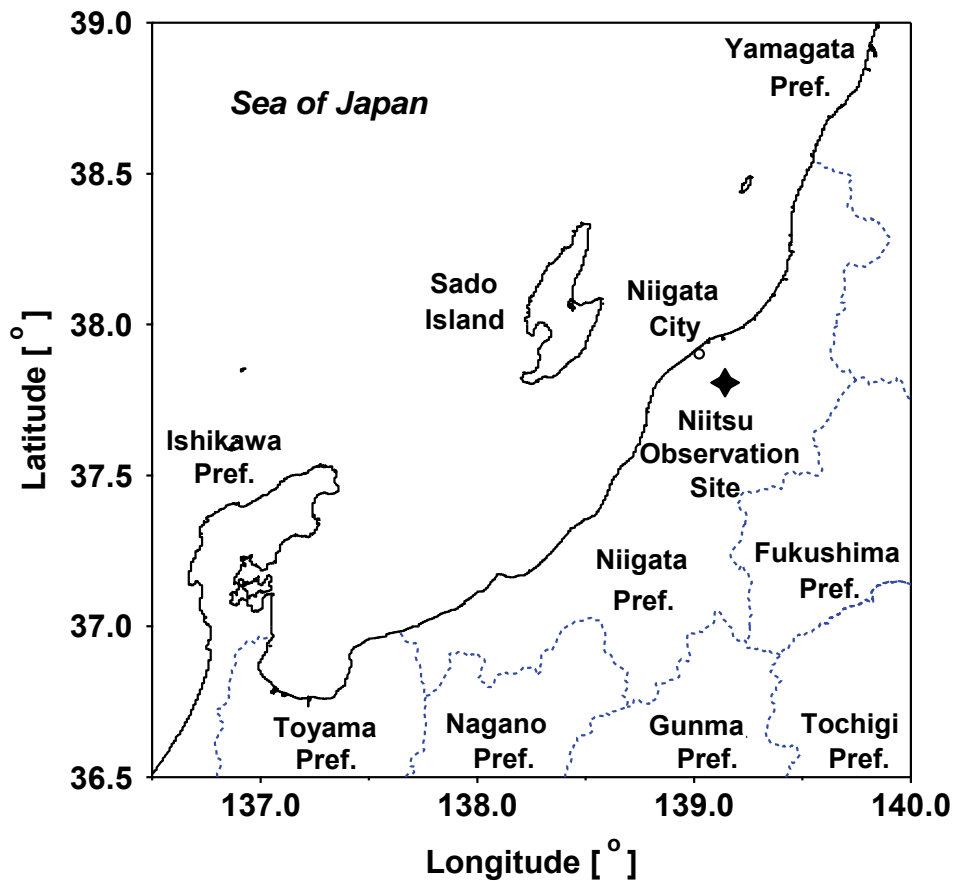 39.0
Yamagata
Pref.
Sea of Japan
38.5
Sado
Island
Niigata
City
38.0
Latitude [ o ]
Niitsu
Observation
Site
Ishikawa
Pref.
37.5
Niigata
Pref.
Fukushima
Pref.
37.0
Toyama
Pref.
Nagano
Pref.
Gunma
Pref.
Tochigi
Pref.
36.5
137.0 138.0 139.0 140.0
Longitude [ o ]